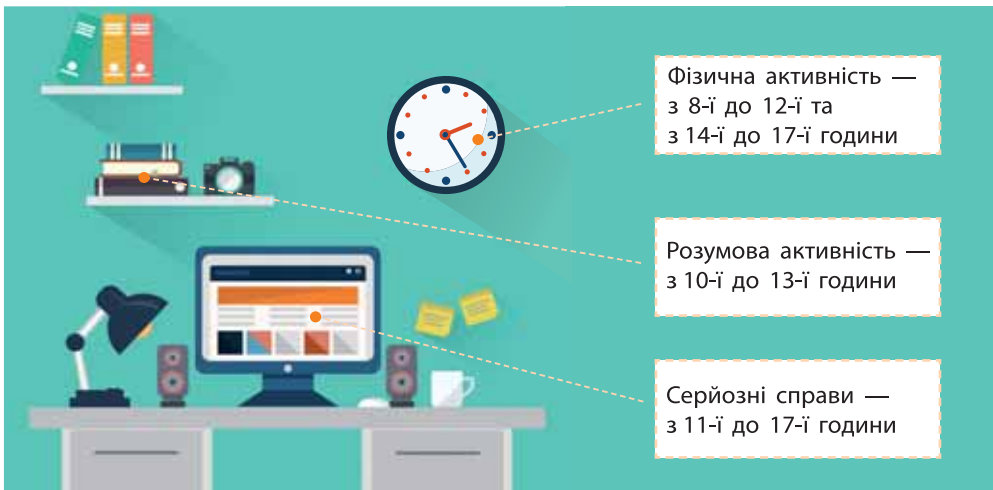 Фізична активність —
з 8-ї до 12-ї та
з 14-ї до 17-ї години
Розумова активність —
з 10-ї до 13-ї години
Серйозні справи —
з 11-ї до 17-ї години